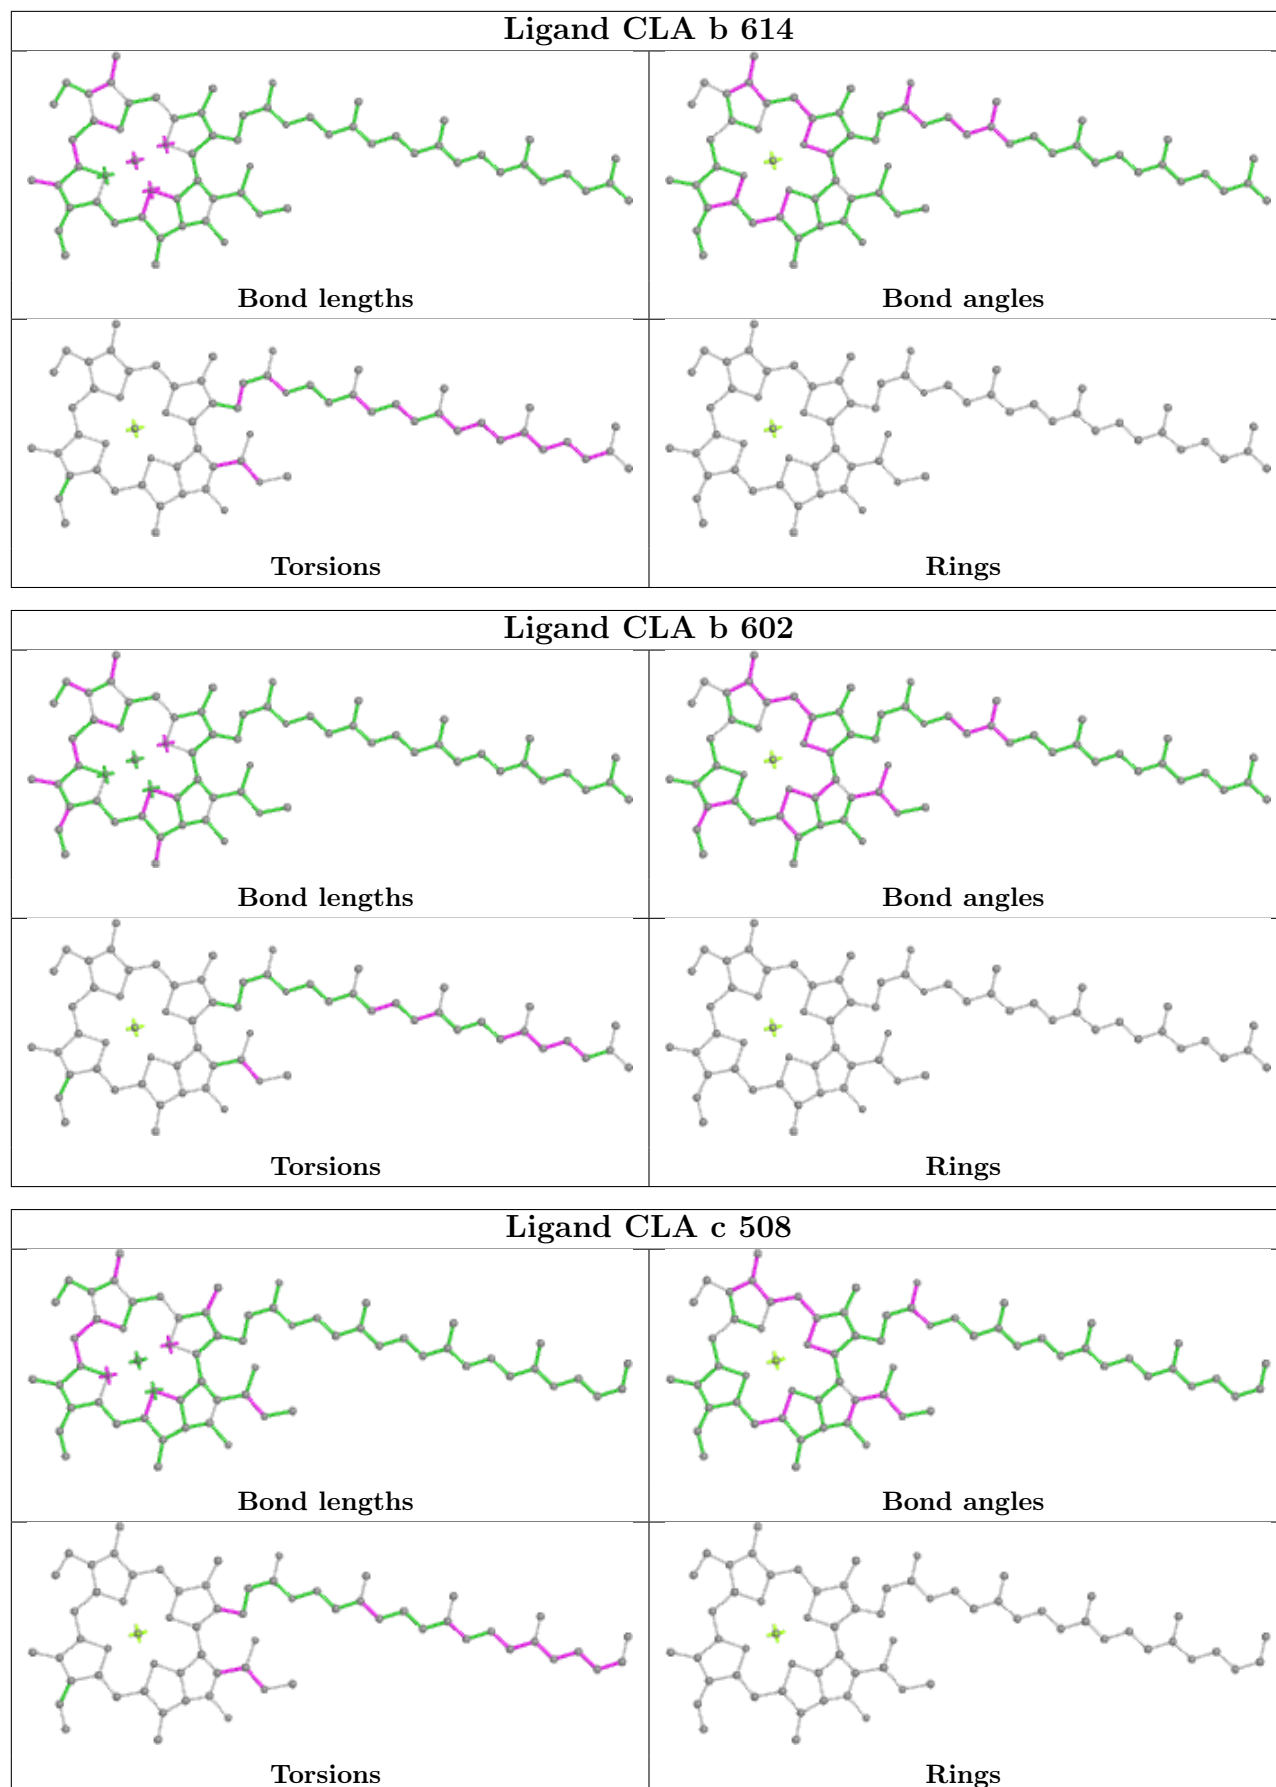 Ligand CLA b 614
Bond lengths
Bond angles
Torsions
Rings
Ligand CLA b 602
Bond lengths
Bond angles
Torsions
Rings
Ligand CLA c 508
Bond lengths
Bond angles
Torsions
Rings